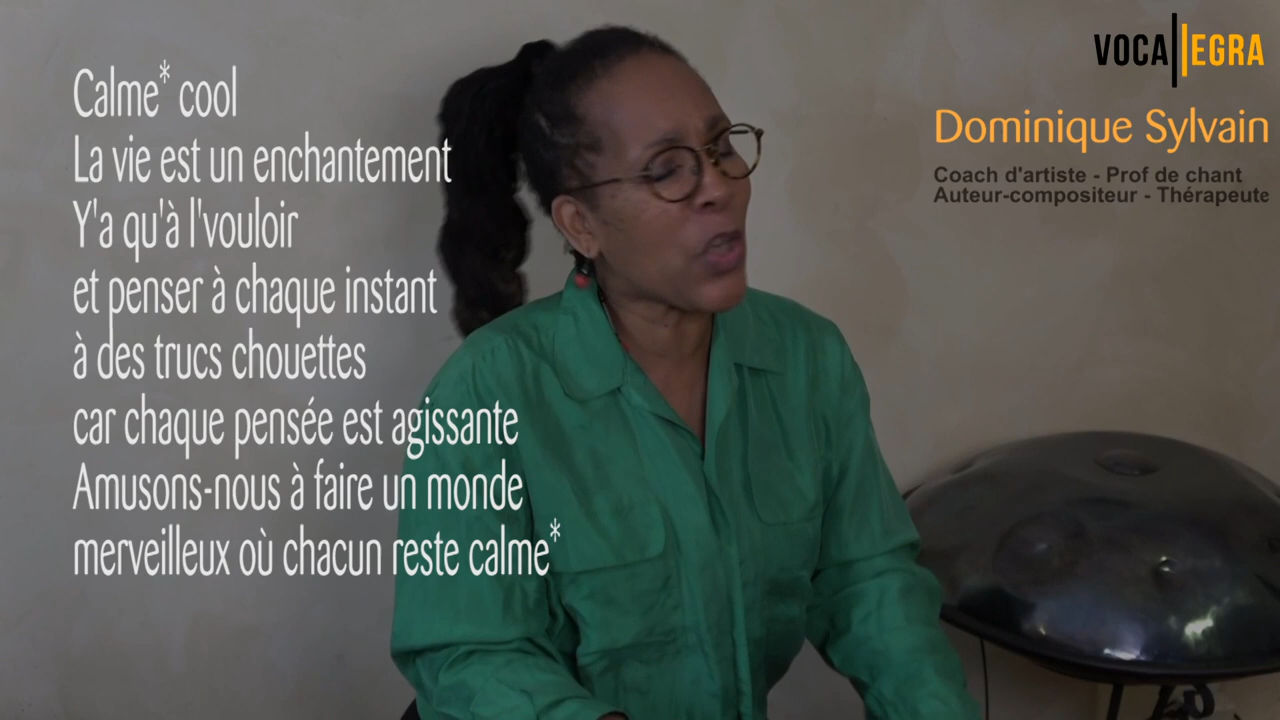 Calme* cool
La vie est un enchantement
Y'a qu'à l'vouloir
et penser à chaque instant
à des trucs chouettes
car chaque pensée est agissante
Amusons-nous à faire un monde
merveilleux où chacun reste calme*
VOCALLEGRA
Dominique Sylvain
Coach d'artiste - Prof de chant
Auteur-compositeur - Thérapeute